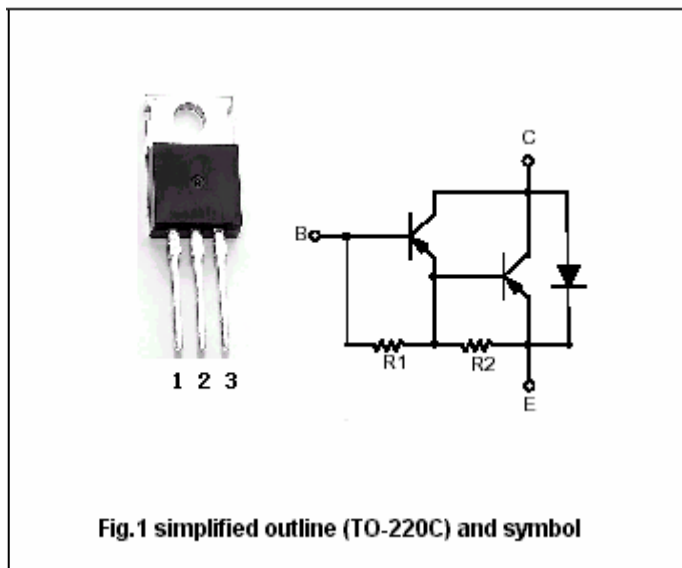 C
B
R1
R2
E
1 2 3
Fig.1 simplified outline (TO-220C) and symbol